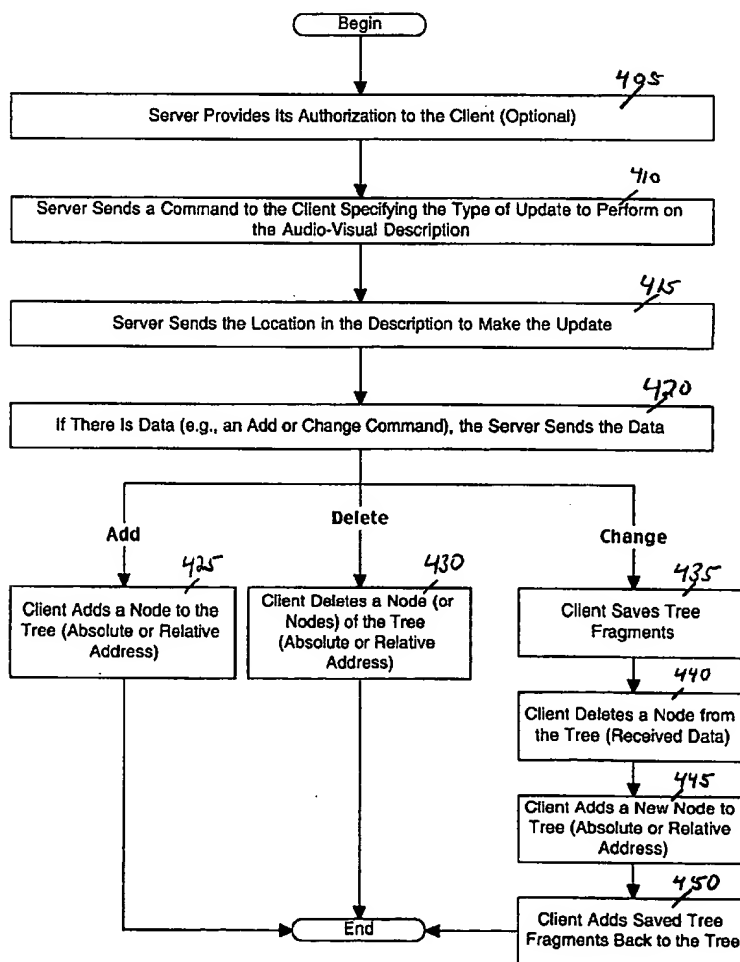 Begin
405
Server Provides Its Authorization to the Client (Optional)
410
Server Sends a Command to the Client Specifying the Type of Update to Perform on
the Audio-Visual Description
415
Server Sends the Location in the Description to Make the Update
420
If There Is Data (e.g., an Add or Change Command), the Server Sends the Data
Add
Delete
Change
425
Client Adds a Node to the
Tree (Absolute or Relative
Address)
430
Client Deletes a Node (or
Nodes) of the Tree
(Absolute or Relative
Address)
435
Client Saves Tree
Fragments
440
Client Deletes a Node from
the Tree (Received Data)
445
Client Adds a New Node to
Tree (Absolute or Relative
Address)
450
Client Adds Saved Tree
Fragments Back to the Tree
End